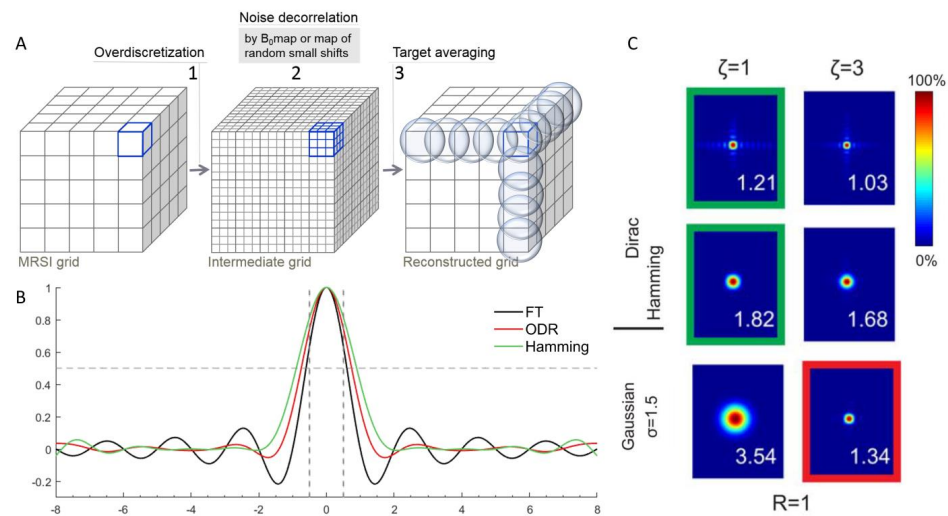 A
Overdiscretization
1
Noise decorrelation
by B₀map or map of
random small shifts
2
Target averaging
3
MRSI grid
Intermediate grid
Reconstructed grid
B
1
0.8
0.6
0.4
0.2
0
-0.2
-8
-6
-4
-2
0
2
4
6
8
FT
ODR
Hamming
C
ζ=1
ζ=3
Dirac
Hamming
Gaussian
σ=1.5
1.21
1.03
1.82
1.68
3.54
1.34
R=1
100%
0%